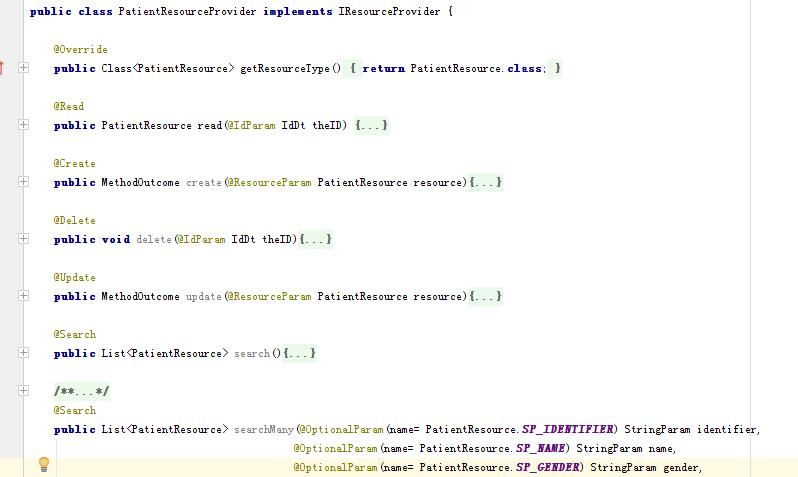 public class PatientResourceProvider implements IResourceProvider {
@Override
public Class<PatientResource> getResourceType() { return PatientResource.class; }
@Read
public PatientResource read(@IdParam IdDt theID) {...}
@Create
public MethodOutcome create(@ResourceParam PatientResource resource){...}
@Delete
public void delete(@IdParam IdDt theID){...}
@Update
public MethodOutcome update(@ResourceParam PatientResource resource){...}
@Search
public List<PatientResource> search(){...}
/**...*/
@Search
public List<PatientResource> searchMany(@OptionalParam(name= PatientResource.SP_IDENTIFIER) StringParam identifier,
@OptionalParam(name= PatientResource.SP_NAME) StringParam name,
@OptionalParam(name= PatientResource.SP_GENDER) StringParam gender,